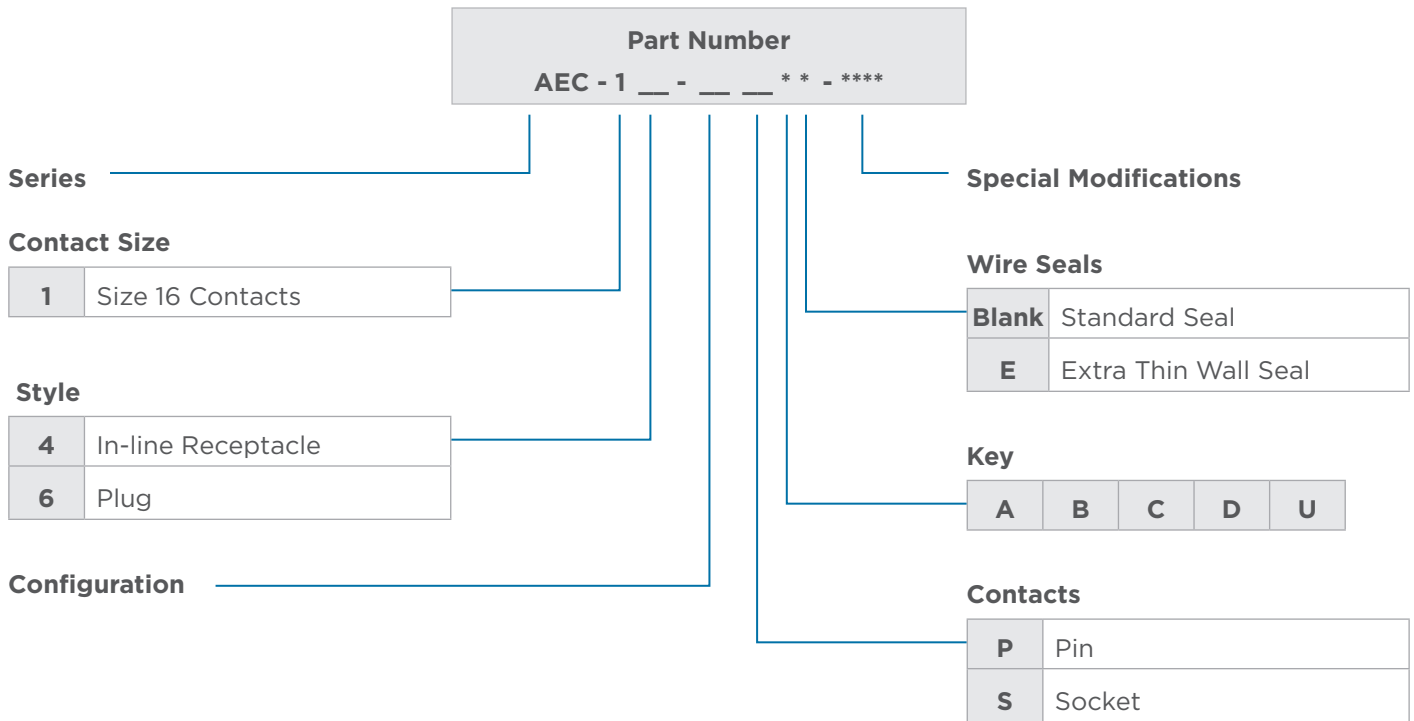 Part Number
AEC - 1 __ - __ __ * * - ****
Series
Special Modifications
Contact Size
1 Size 16 Contacts
Wire Seals
Blank Standard Seal
E Extra Thin Wall Seal
Style
4 In-line Receptacle
6 Plug
Key
A B C D U
Configuration
Contacts
P Pin
S Socket